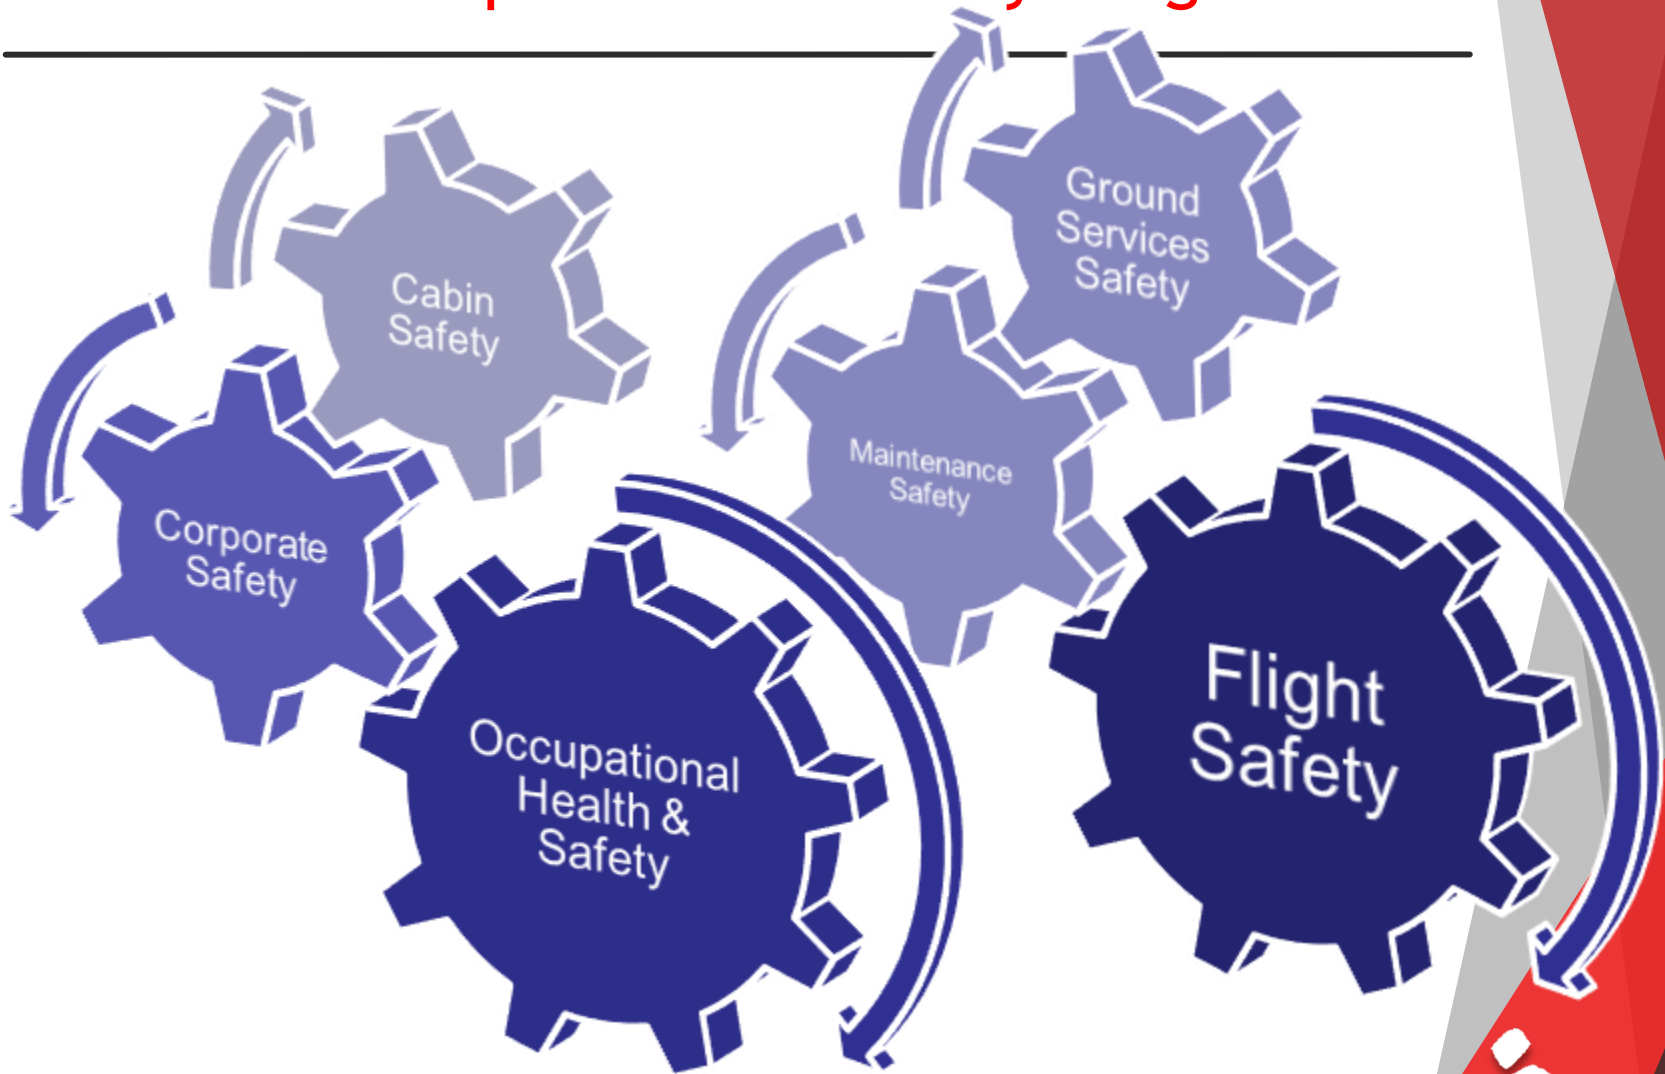 Cabin
Safety
Ground
Services
Safety
Corporate
Safety
Maintenance
Safety
Occupational
Health &
Safety
Flight
Safety